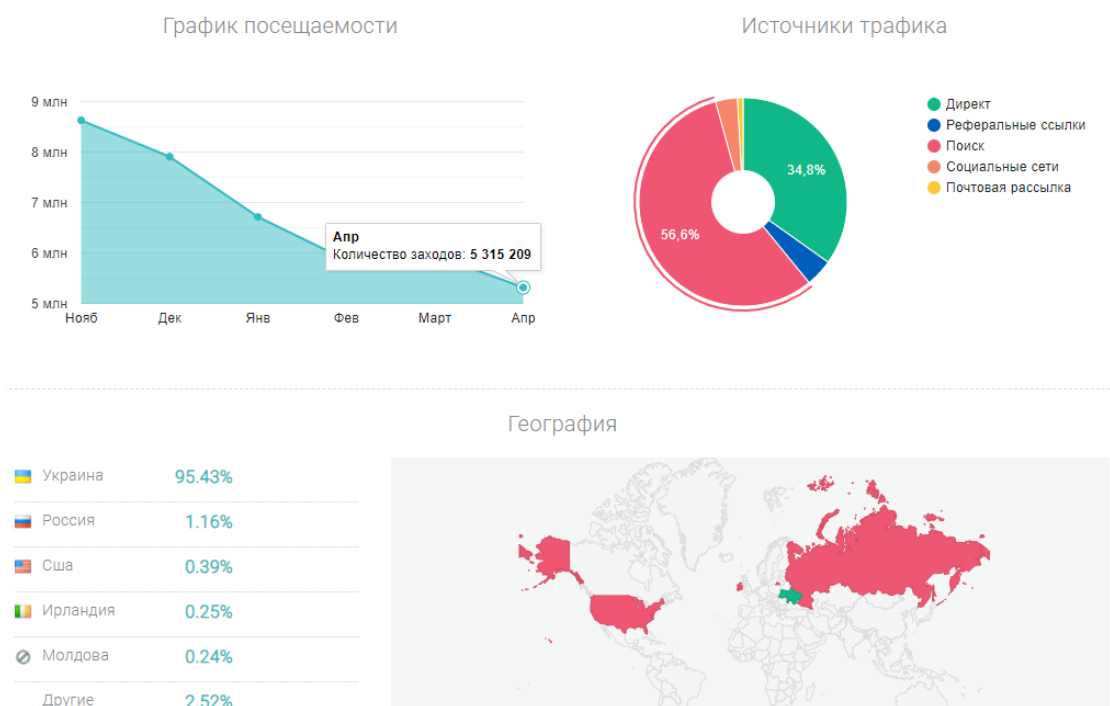 График посещаемости
Источники трафика
9 млн
8 млн
7 млн
6 млн
5 млн
Апр
Количество заходов: 5 315 209
Нояб
Дек
Янв
Фев
Март
Апр
34,8%
56,6%
Директ
Реферальные ссылки
Поиск
Социальные сети
Почтовая рассылка
География
Украина 95.43%
Россия 1.16%
Сша 0.39%
Ирландия 0.25%
Молдова 0.24%
Другие 2.52%